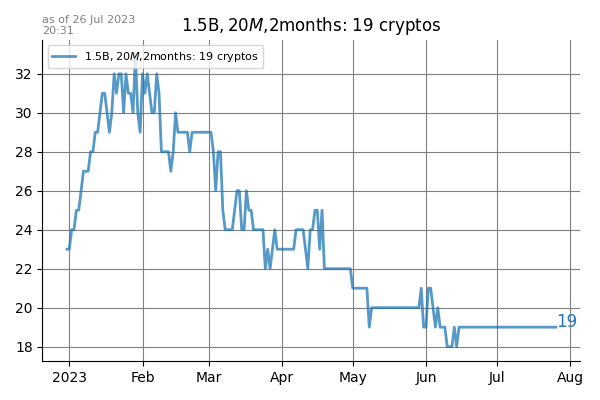 as of 26 Jul 2023
20:31
1.5B, 20M,2months: 19 cryptos
1.5B, 20M,2months: 19 cryptos
32
30
28
26
24
22
20
18
19
2023 Feb Mar Apr May Jun Jul Aug